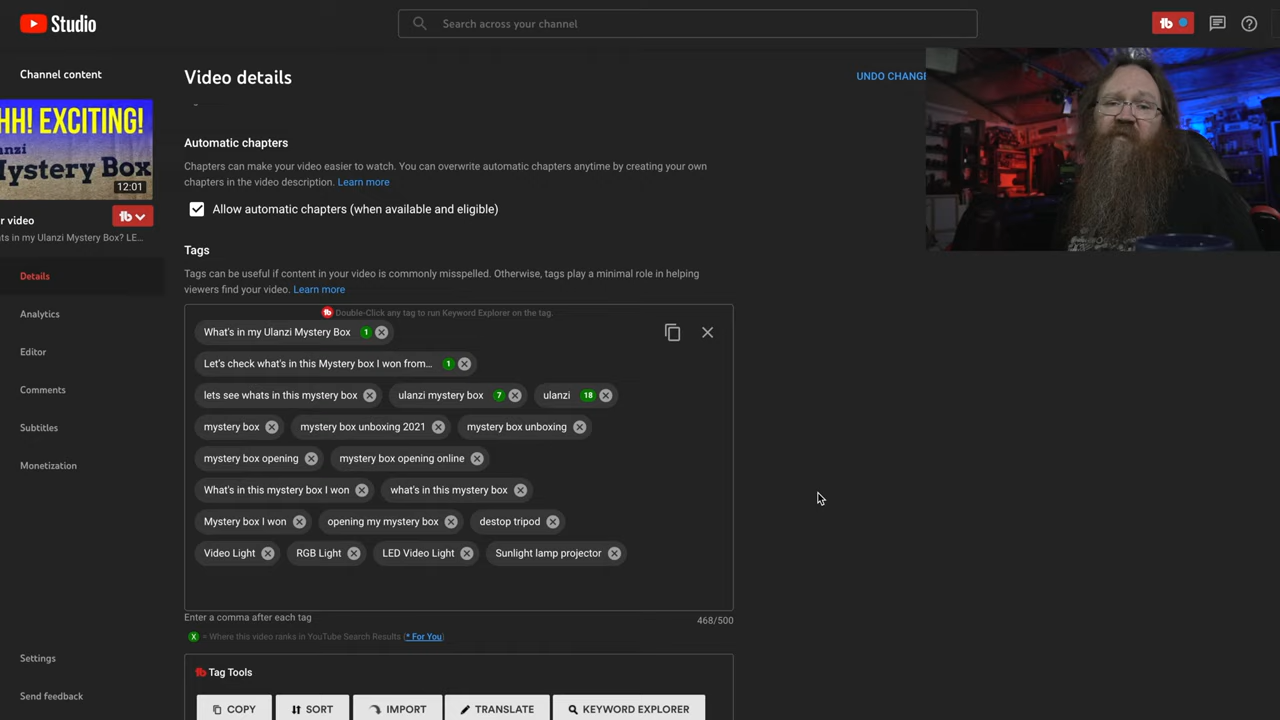 Studio
Search across your channel
tb
Channel content
Video details
UNDO CHANGE
HH! EXCITING!
anzi
ystery Box
12:01
-
Automatic chapters
Chapters can make your video easier to watch. You can overwrite automatic chapters anytime by creating your own
chapters in the video description. Learn more
tb
r video
ts in my Ulanzi Mystery Box? LE...
Allow automatic chapters (when available and eligible)
Tags
Tags can be useful if content in your video is commonly misspelled. Otherwise, tags play a minimal role in helping
viewers find your video. Learn more
Details
Analytics
Editor
Comments
Subtitles
Monetization
tb Double-Click any tag to run Keyword Explorer on the tag.
What's in my Ulanzi Mystery Box 1
Let's check what's in this Mystery box I won from... 1
lets see whats in this mystery box ulanzi mystery box 7 ulanzi 18
mystery box mystery box unboxing 2021 mystery box unboxing
mystery box opening mystery box opening online
What's in this mystery box I won what's in this mystery box
Mystery box I won opening my mystery box destop tripod
Video Light RGB Light LED Video Light Sunlight lamp projector
Enter a comma after each tag 468/500
X = Where this video ranks in YouTube Search Results (* For You)
Settings
Send feedback
tb Tag Tools
COPY SORT IMPORT TRANSLATE KEYWORD EXPLORER